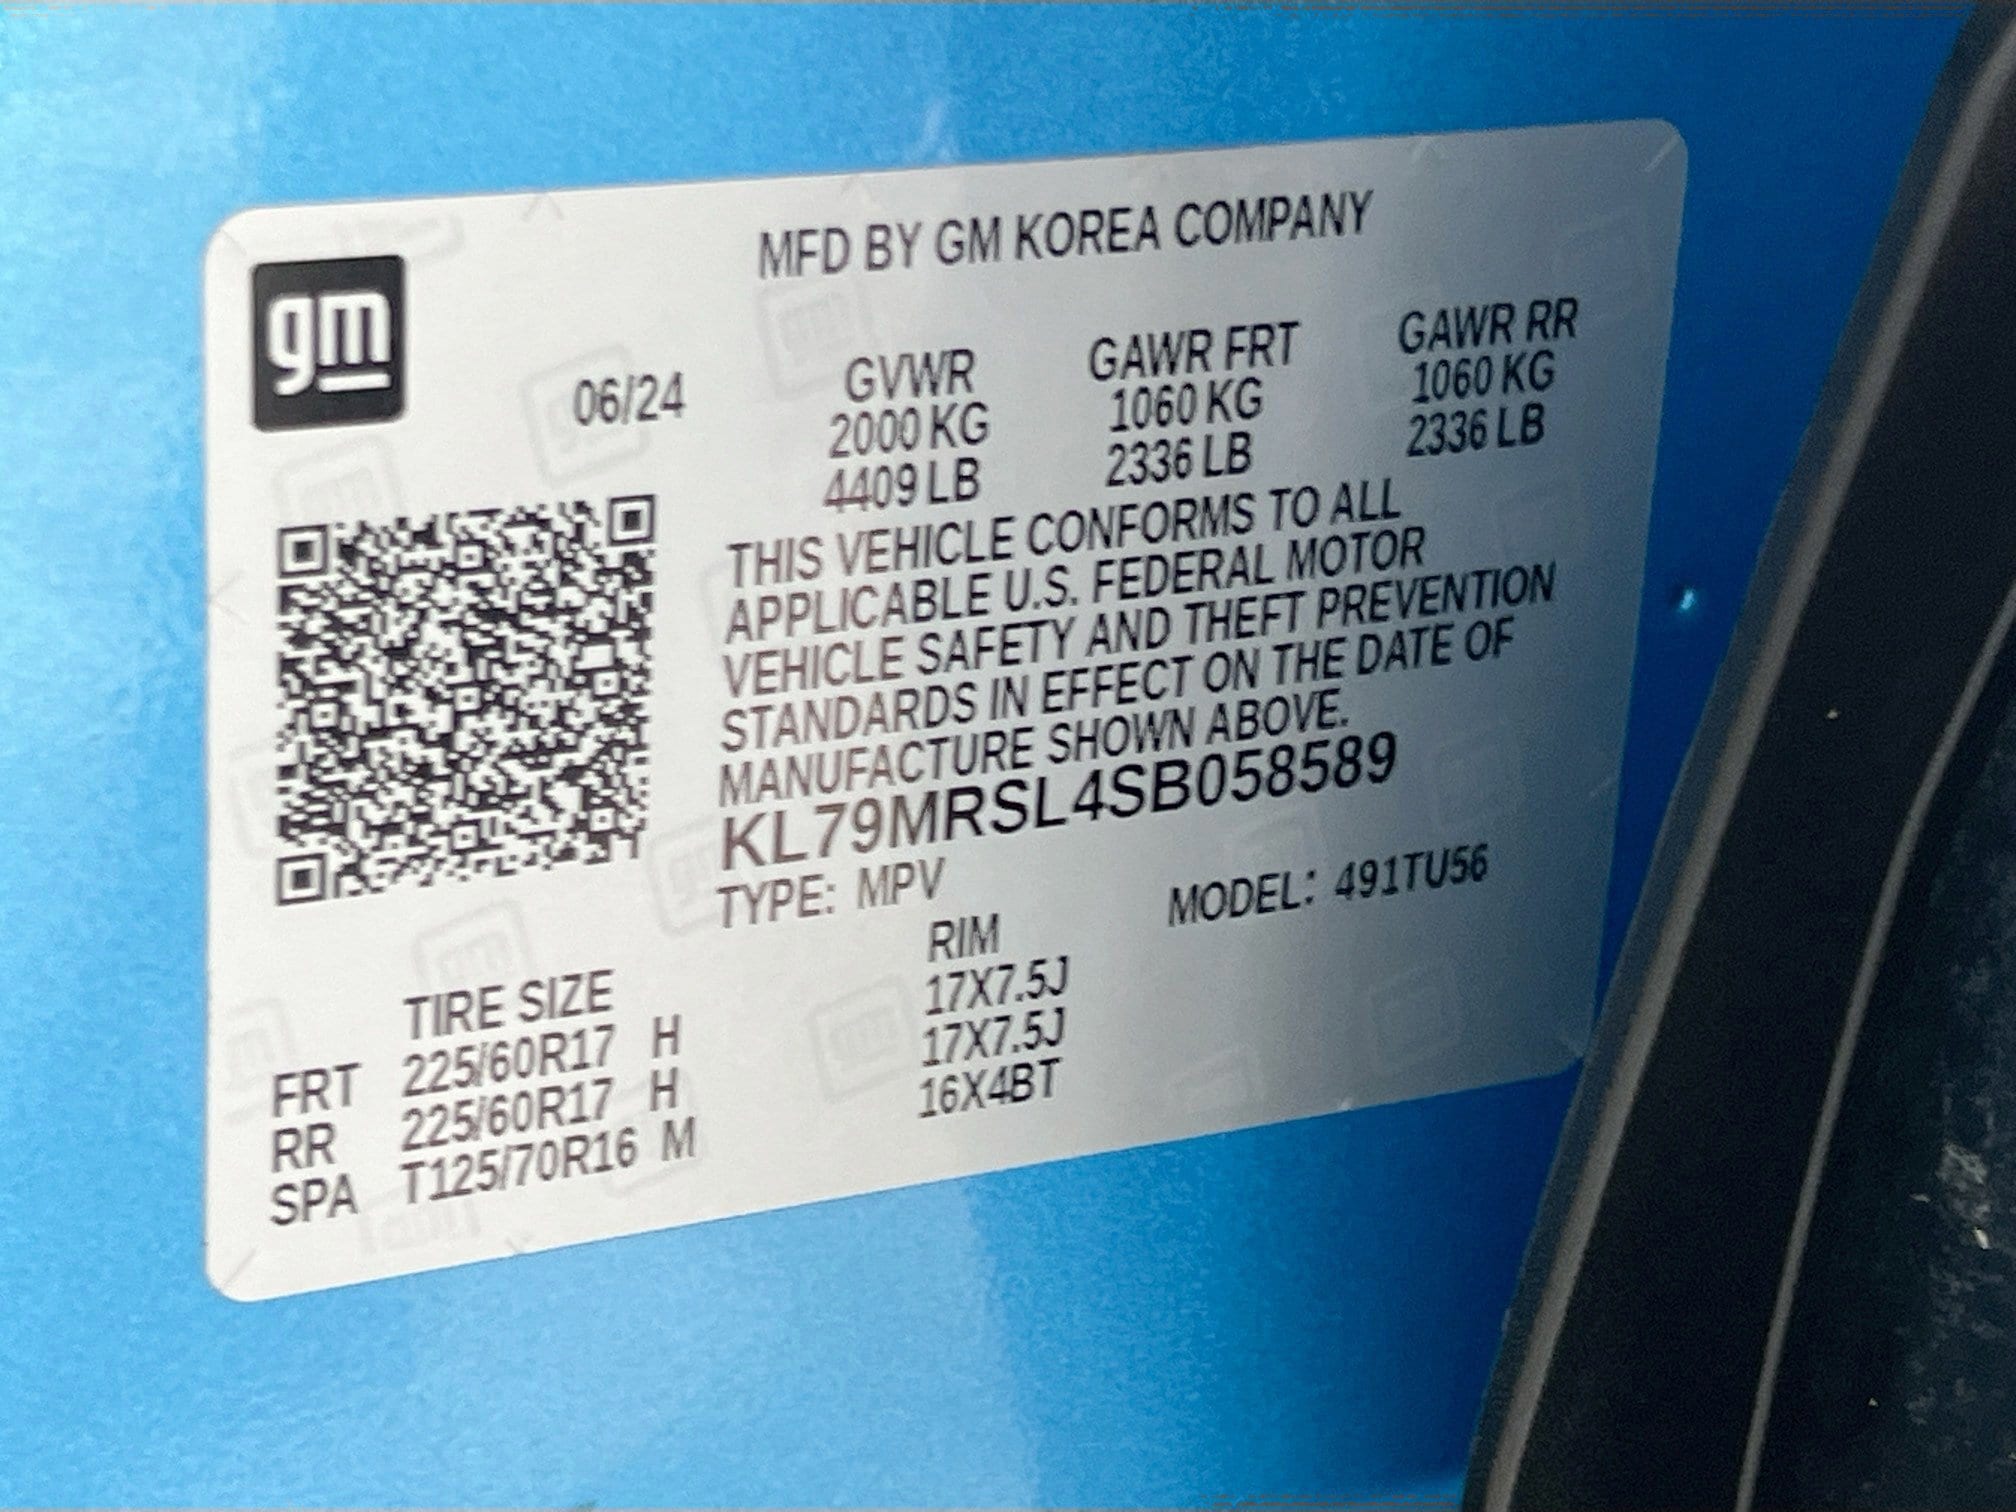 gm
MFD BY GM KOREA COMPANY
06/24
GVWR GAWR FRT GAWR RR
2000 KG 1060 KG 1060 KG
4409 LB 2336 LB 2336 LB
THIS VEHICLE CONFORMS TO ALL
APPLICABLE U.S. FEDERAL MOTOR
VEHICLE SAFETY AND THEFT PREVENTION
STANDARDS IN EFFECT ON THE DATE OF
MANUFACTURE SHOWN ABOVE.
KL79MRSL4SB058589
TYPE: MPV MODEL: 491TU56
TIRE SIZE RIM
FRT 225/60R17 H 17X7.5J
RR 225/60R17 H 17X7.5J
SPA T125/70R16 M 16X4BT